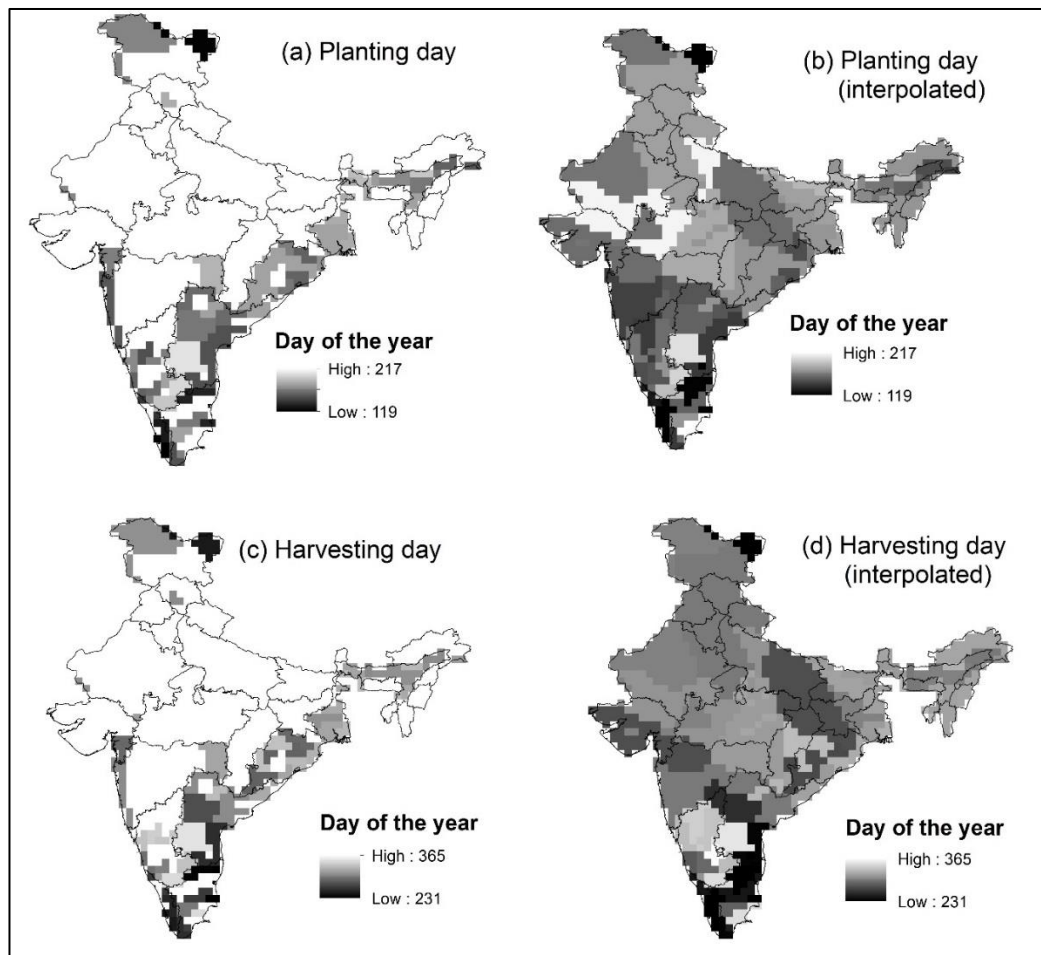 (a) Planting day
(b) Planting day
(interpolated)
Day of the year
High : 217
Low : 119
Day of the year
High : 217
Low : 119
(c) Harvesting day
(d) Harvesting day
(interpolated)
Day of the year
High : 365
Low : 231
Day of the year
High : 365
Low : 231